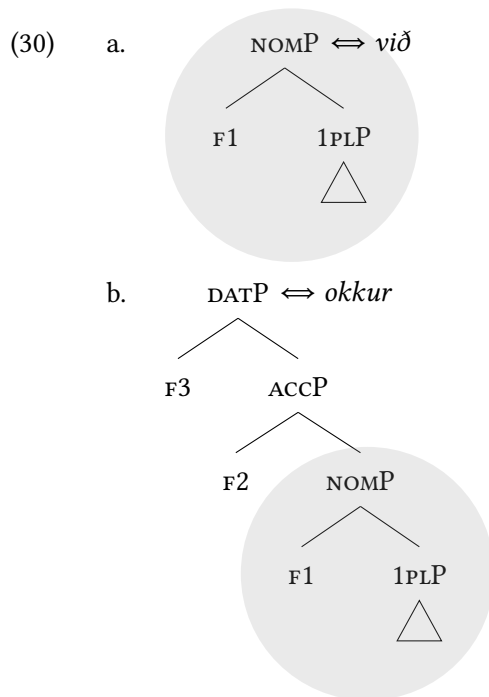 (30) a. NOMP ⇔ við
F1 1PLP
b. DATP ⇔ okkur
F3 ACCP
F2 NOMP
F1 1PLP